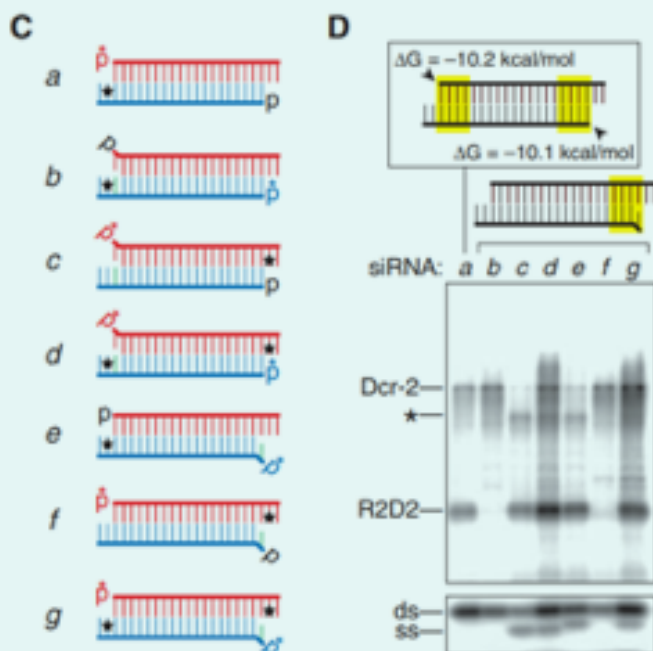 C
D
a
p
p
b
p
p
c
p
p
d
p
p
e
p
p
f
p
p
g
p
p
ΔG = −10.2 kcal/mol
ΔG = −10.1 kcal/mol
siRNA: a b c d e f g
Dcr-2
*
R2D2
ds
ss